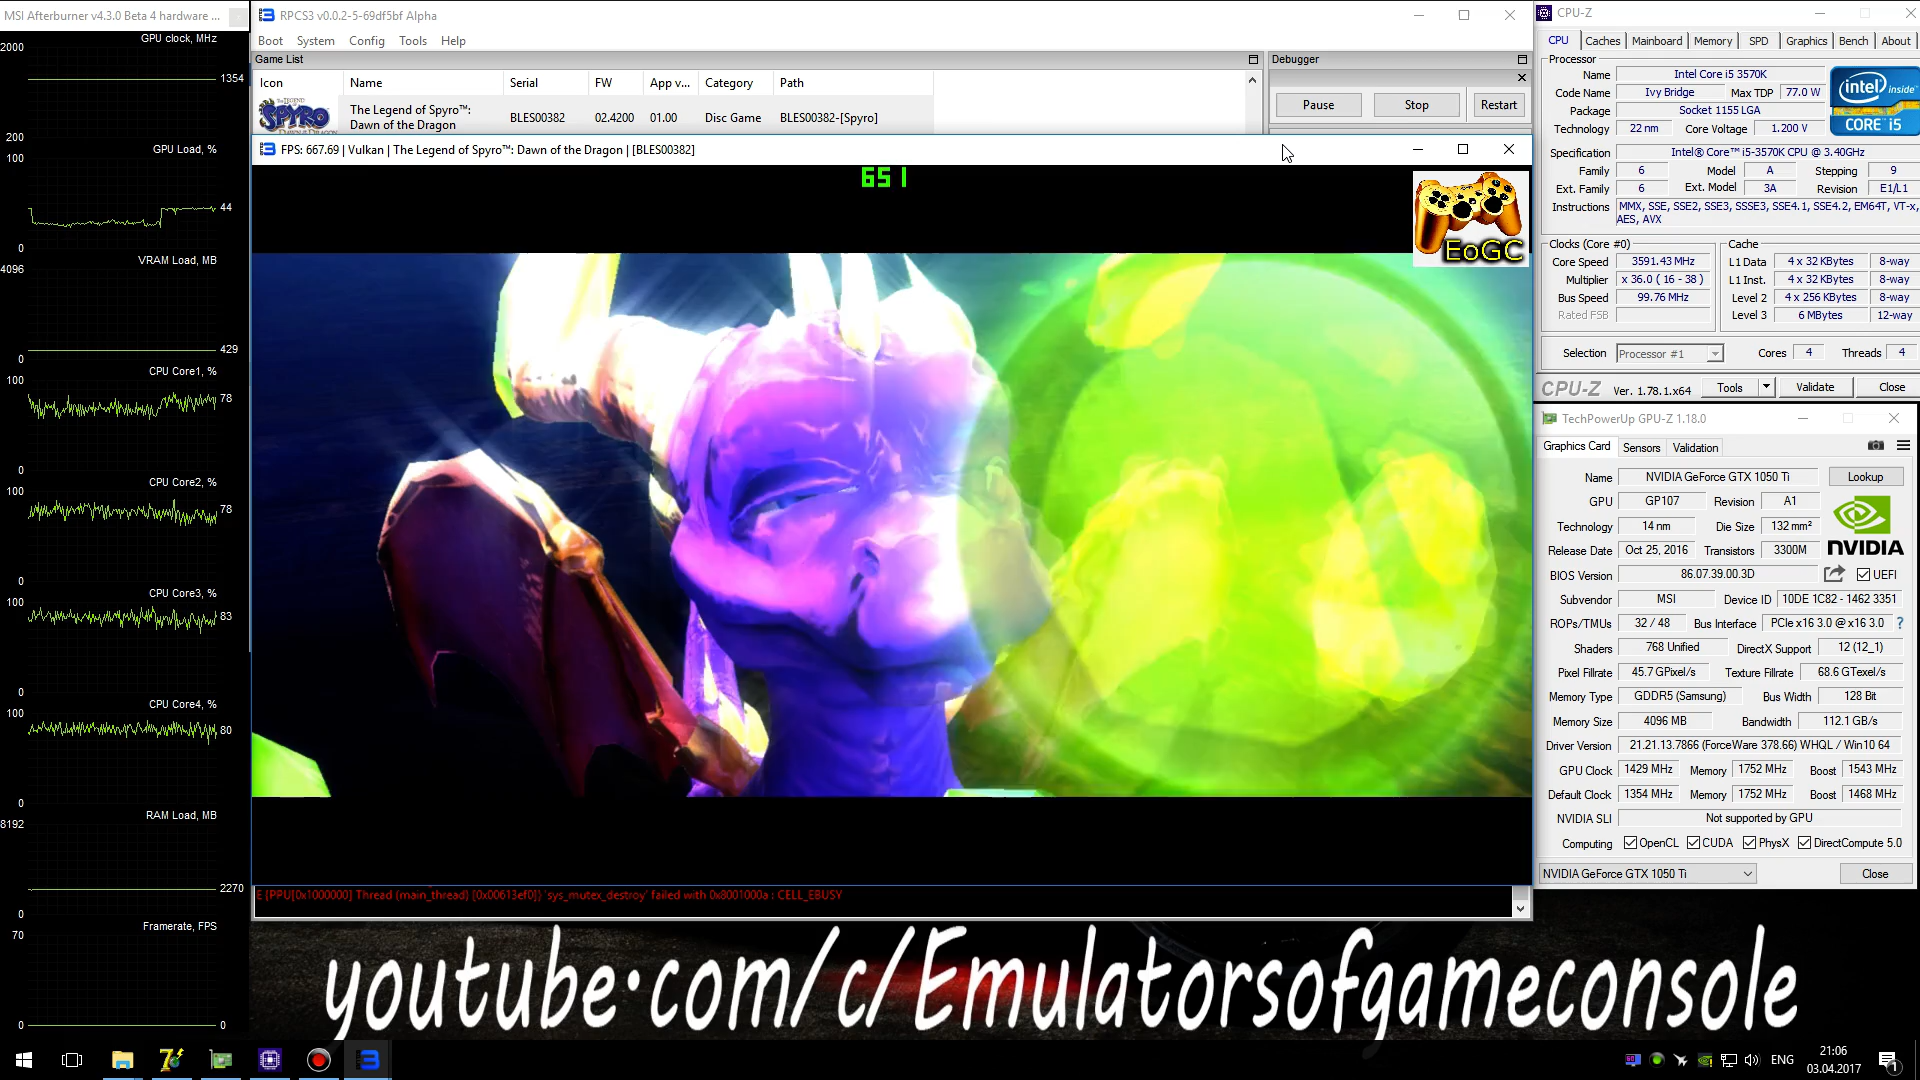 MSI Afterburner v4.3.0 Beta 4 hardware ...
GPU clock, MHz
2000
1354
200
GPU Load, %
100
44
0
VRAM Load, MB
4096
429
0
CPU Core1, %
100
78
0
CPU Core2, %
100
78
0
CPU Core3, %
100
83
0
CPU Core4, %
100
80
0
RAM Load, MB
8192
2270
0
Framerate, FPS
70
0
0
RPCS3 v0.0.2-5-69df5bf Alpha
Boot System Config Tools Help
Game List
Icon Name Serial FW App v... Category Path
SPYRO The Legend of Spyro™: Dawn of the Dragon BLES00382 02.4200 01.00 Disc Game BLES00382-[Spyro]
Debugger
Pause Stop Restart
FPS: 667.69 | Vulkan | The Legend of Spyro™: Dawn of the Dragon | [BLES00382]
651
EoGC
E {PPU[0x1000000] Thread (main_thread) [0x00613ef0]} 'sys_mutex_destroy' failed with 0x8001000a : CELL_EBUSY
youtube.com/c/Emulatorsofgameconsole
CPU-Z
CPU Caches Mainboard Memory SPD Graphics Bench About
Processor
Name Intel Core i5 3570K
Code Name Ivy Bridge Max TDP 77.0 W
Package Socket 1155 LGA
Technology 22 nm Core Voltage 1.200 V
intel inside™
CORE i5
Specification Intel® Core™ i5-3570K CPU @ 3.40GHz
Family 6 Model A Stepping 9
Ext. Family 6 Ext. Model 3A Revision E1/L1
Instructions MMX, SSE, SSE2, SSE3, SSSE3, SSE4.1, SSE4.2, EM64T, VT-x,
AES, AVX
Clocks (Core #0)
Core Speed 3591.43 MHz
Multiplier x 36.0 ( 16 - 38 )
Bus Speed 99.76 MHz
Rated FSB
Cache
L1 Data 4 x 32 KBytes 8-way
L1 Inst. 4 x 32 KBytes 8-way
Level 2 4 x 256 KBytes 8-way
Level 3 6 MBytes 12-way
Selection Processor #1 Cores 4 Threads 4
CPU-Z Ver. 1.78.1.x64 Tools Validate Close
TechPowerUp GPU-Z 1.18.0
Graphics Card Sensors Validation
Name NVIDIA GeForce GTX 1050 Ti Lookup
GPU GP107 Revision A1
Technology 14 nm Die Size 132 mm²
Release Date Oct 25, 2016 Transistors 3300M
NVIDIA
BIOS Version 86.07.39.00.3D UEFI
Subvendor MSI Device ID 10DE 1C82 - 1462 3351
ROPs/TMUs 32 / 48 Bus Interface PCIe x16 3.0 @ x16 3.0 ?
Shaders 768 Unified DirectX Support 12 (12_1)
Pixel Fillrate 45.7 GPixel/s Texture Fillrate 68.6 GTexel/s
Memory Type GDDR5 (Samsung) Bus Width 128 Bit
Memory Size 4096 MB Bandwidth 112.1 GB/s
Driver Version 21.21.13.7866 (ForceWare 378.66) WHQL / Win10 64
GPU Clock 1429 MHz Memory 1752 MHz Boost 1543 MHz
Default Clock 1354 MHz Memory 1752 MHz Boost 1468 MHz
NVIDIA SLI Not supported by GPU
Computing OpenCL CUDA PhysX DirectCompute 5.0
NVIDIA GeForce GTX 1050 Ti Close
ENG 21:06
03.04.2017 1